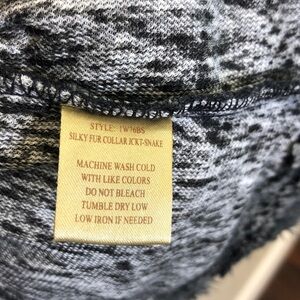 STYLE: 1W76BS
SILKY FUR COLLAR JCKT-SNAKE
MACHINE WASH COLD
WITH LIKE COLORS
DO NOT BLEACH
TUMBLE DRY LOW
LOW IRON IF NEEDED